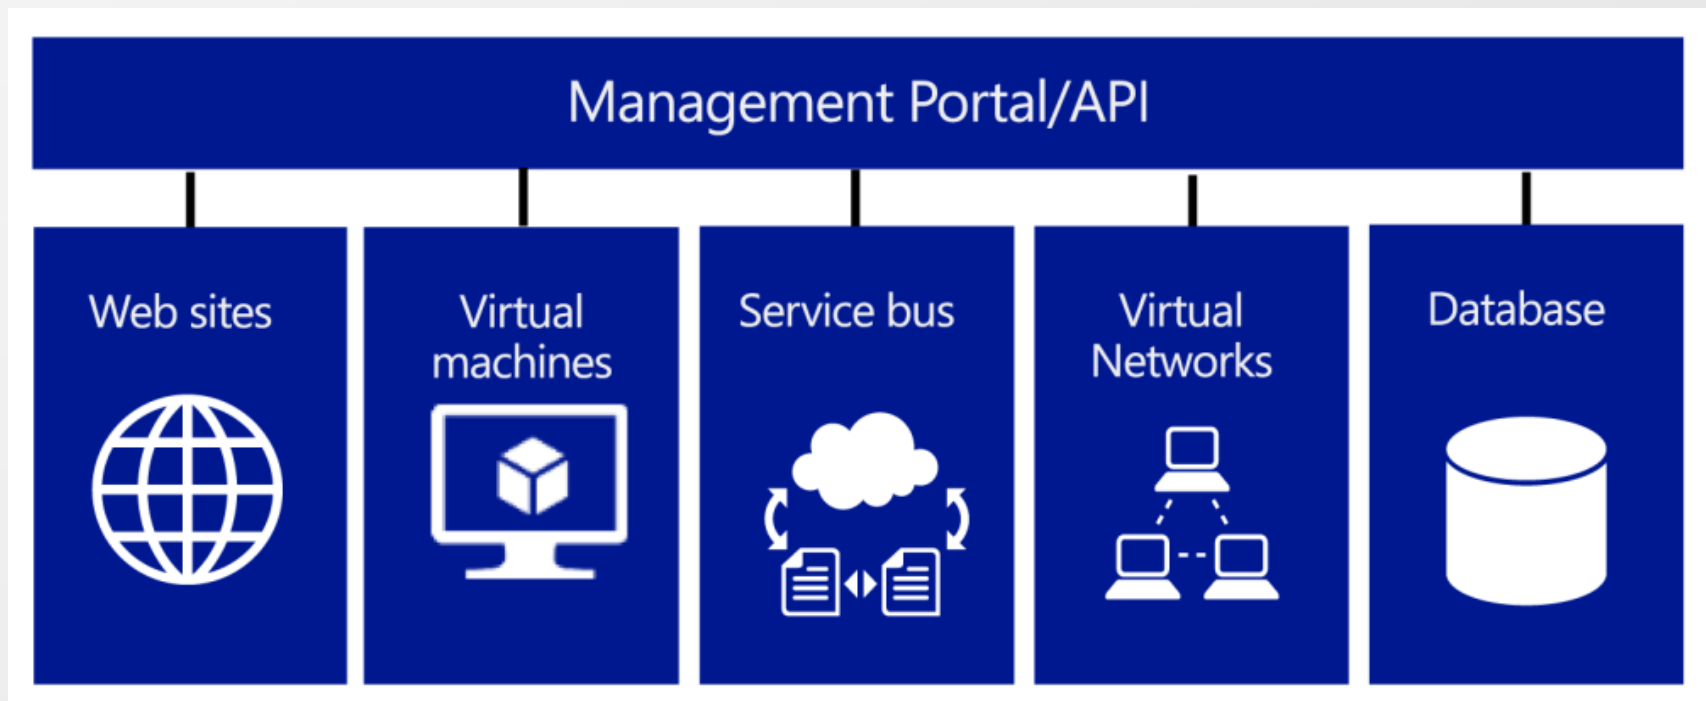 Management Portal/API
Web sites
Virtual
machines
Service bus
Virtual
Networks
Database